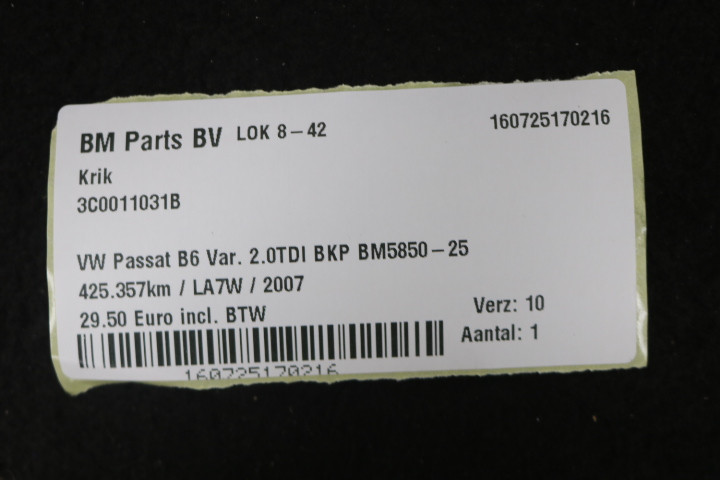 BM Parts BV LOK 8-42 160725170216
Krik
3C0011031B
VW Passat B6 Var. 2.0TDI BKP BM5850-25
425.357km / LA7W / 2007
29.50 Euro incl. BTW
Verz: 10
Aantal: 1
160725170216